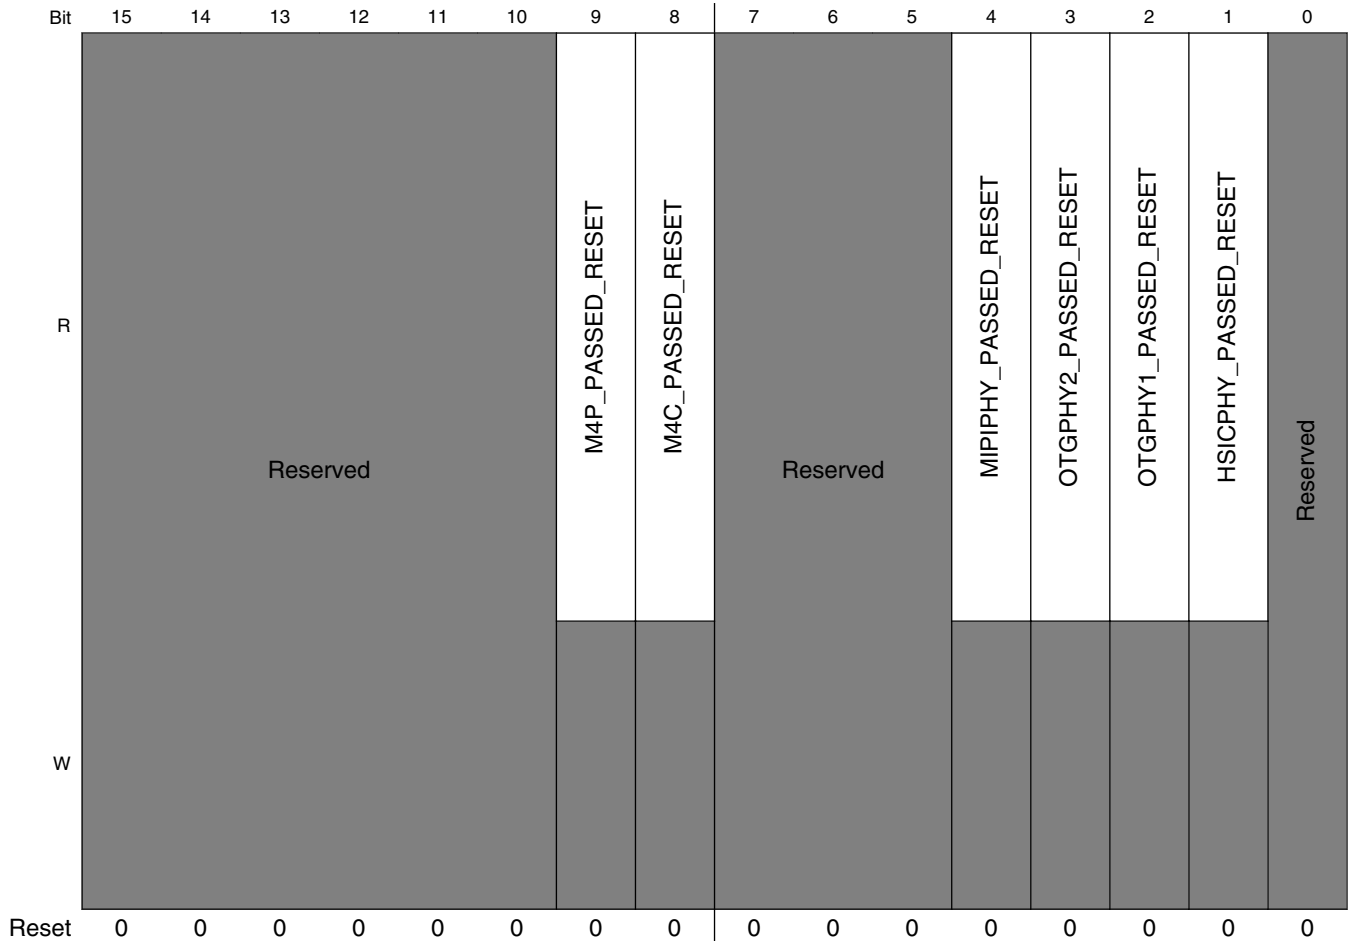 Bit 15 14 13 12 11 10 9 8 7 6 5 4 3 2 1 0
R
Reserved
M4P_PASSED_RESET
M4C_PASSED_RESET
Reserved
MIPIPHY_PASSED_RESET
OTGPHY2_PASSED_RESET
OTGPHY1_PASSED_RESET
HSICPHY_PASSED_RESET
Reserved
W
Reset 0 0 0 0 0 0 0 0 0 0 0 0 0 0 0 0